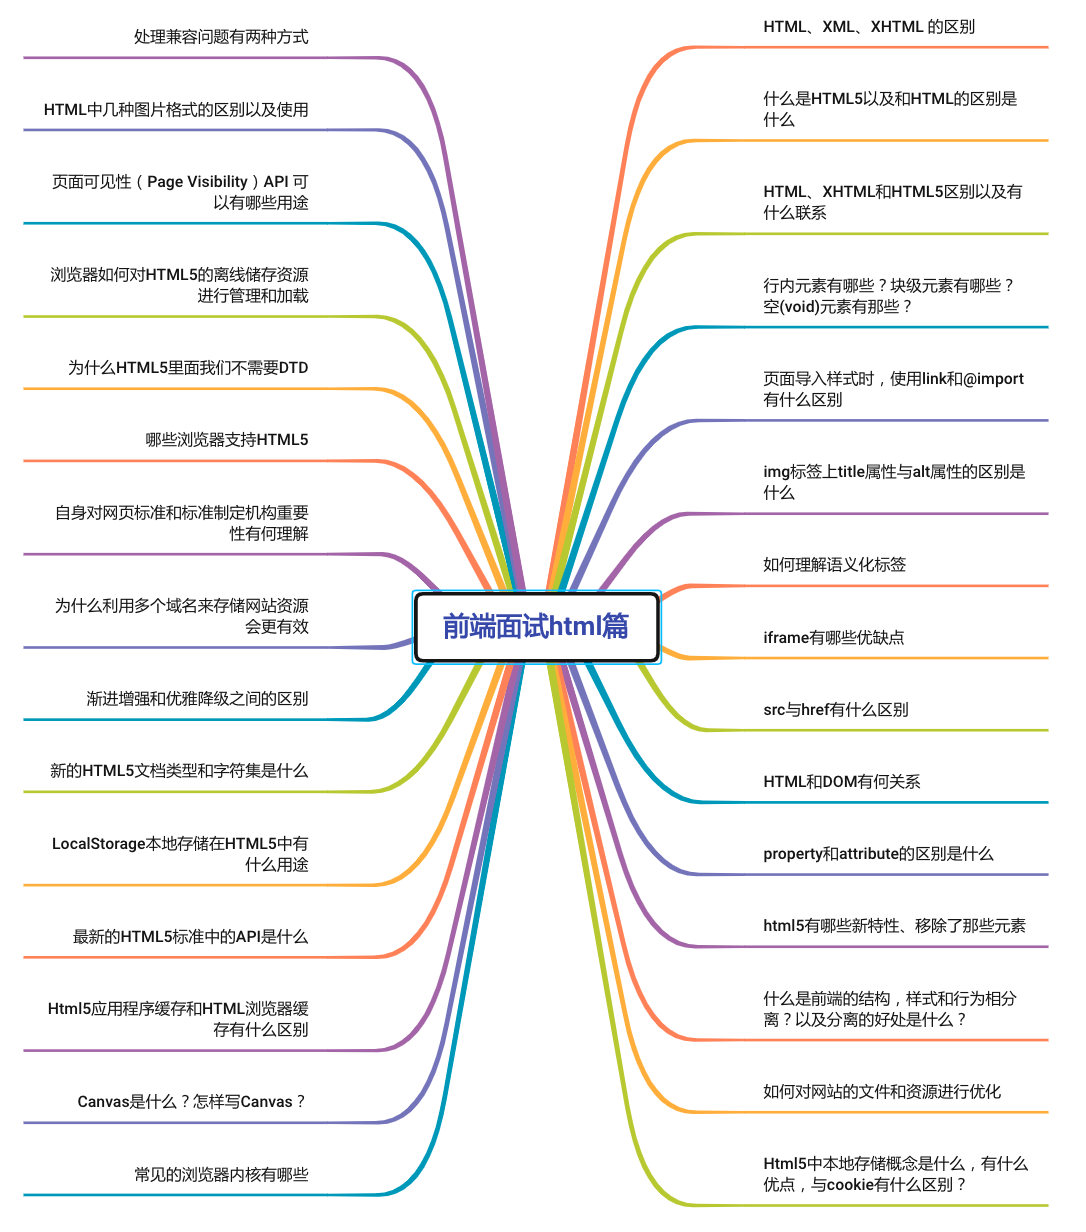 前端面试html篇
HTML、XML、XHTML 的区别
什么是HTML5以及和HTML的区别是
什么
HTML、XHTML和HTML5区别以及有
什么联系
行内元素有哪些？块级元素有哪些？
空(void)元素有那些？
页面导入样式时，使用link和@import
有什么区别
img标签上title属性与alt属性的区别是
什么
如何理解语义化标签
iframe有哪些优缺点
src与href有什么区别
HTML和DOM有何关系
property和attribute的区别是什么
html5有哪些新特性、移除了那些元素
什么是前端的结构，样式和行为相分
离？以及分离的好处是什么？
如何对网站的文件和资源进行优化
Html5中本地存储概念是什么，有什么
优点，与cookie有什么区别？
处理兼容问题有两种方式
HTML中几种图片格式的区别以及使用
页面可见性（Page Visibility）API 可
以有哪些用途
浏览器如何对HTML5的离线储存资源
进行管理和加载
为什么HTML5里面我们不需要DTD
哪些浏览器支持HTML5
自身对网页标准和标准制定机构重要
性有何理解
为什么利用多个域名来存储网站资源
会更有效
渐进增强和优雅降级之间的区别
新的HTML5文档类型和字符集是什么
LocalStorage本地存储在HTML5中有
什么用途
最新的HTML5标准中的API是什么
Html5应用程序缓存和HTML浏览器缓
存有什么区别
Canvas是什么？怎样写Canvas？
常见的浏览器内核有哪些